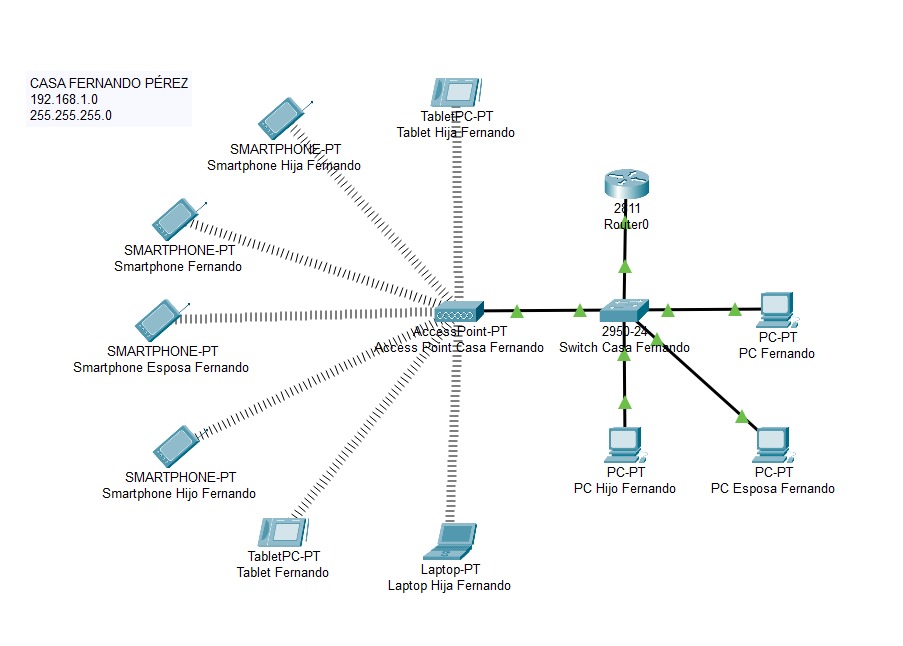 CASA FERNANDO PÉREZ
192.168.1.0
255.255.255.0
TabletPC-PT
Tablet Hija Fernando
SMARTPHONE-PT
Smartphone Hija Fernando
2811
Router0
SMARTPHONE-PT
Smartphone Fernando
AccessPoint-PT
Access Point Casa Fernando
2950-24
Switch Casa Fernando
PC-PT
PC Fernando
SMARTPHONE-PT
Smartphone Esposa Fernando
SMARTPHONE-PT
Smartphone Hijo Fernando
PC-PT
PC Hijo Fernando
PC-PT
PC Esposa Fernando
TabletPC-PT
Tablet Fernando
Laptop-PT
Laptop Hija Fernando